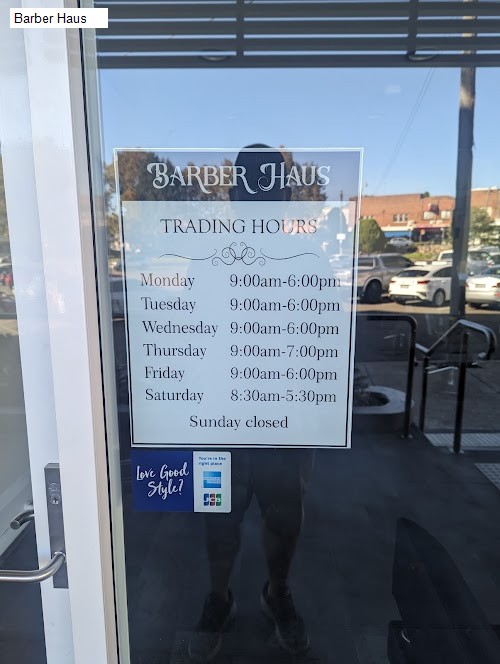 Barber Haus
BARBER HAUS
TRADING HOURS
Monday 9:00am-6:00pm
Tuesday 9:00am-6:00pm
Wednesday 9:00am-6:00pm
Thursday 9:00am-7:00pm
Friday 9:00am-6:00pm
Saturday 8:30am-5:30pm
Sunday closed
Love Good
Style?
You're in the
right place
JCB